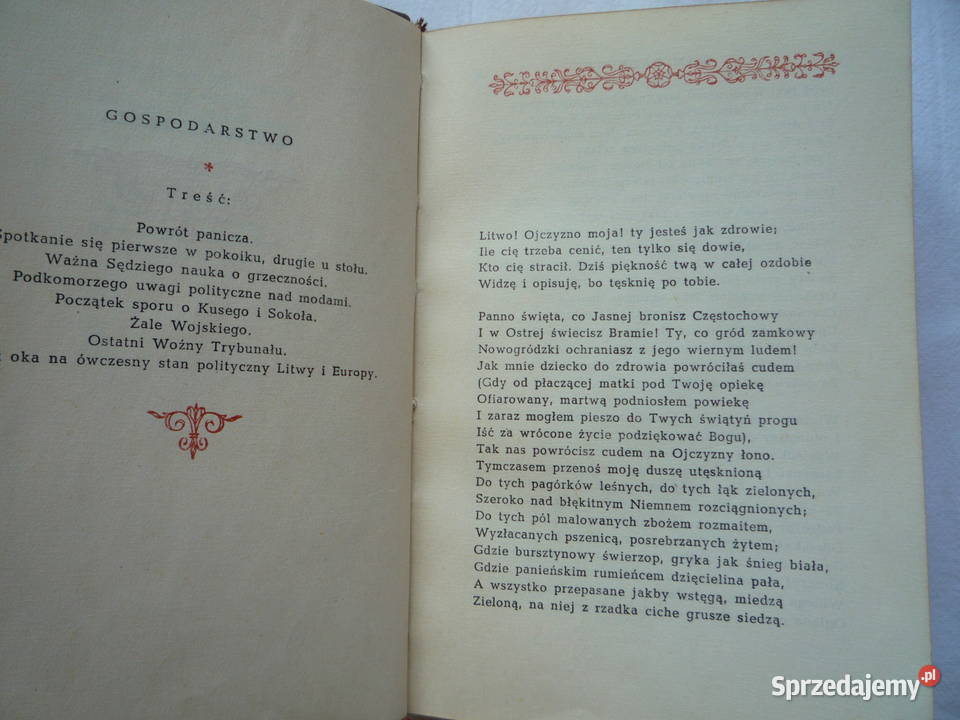 GOSPODARSTWO
*
Treść:
Powrót panicza.
Spotkanie się pierwsze w pokoiku, drugie u stołu.
Ważna Sędziego nauka o grzeczności.
Podkomorzego uwagi polityczne nad modami.
Początek sporu o Kusego i Sokoła.
Żale Wojskiego.
Ostatni Woźny Trybunału.
oka na ówczesny stan polityczny Litwy i Europy.
Litwo! Ojczyzno moja! ty jesteś jak zdrowie;
Ile cię trzeba cenić, ten tylko się dowie,
Kto cię stracił. Dziś piękność twą w całej ozdobie
Widzę i opisuję, bo tęsknię po tobie.
Panno święta, co Jasnej bronisz Częstochowy
I w Ostrej świecisz Bramie! Ty, co gród zamkowy
Nowogródzki ochraniasz z jego wiernym ludem!
Jak mnie dziecko do zdrowia powróciłaś cudem
(Gdy od płaczącej matki pod Twoję opiekę
Ofiarowany, martwą podniosłem powiekę
I zaraz mogłem pieszo do Twych świątyń progu
Iść za wrócone życie podziękować Bogu),
Tak nas powrócisz cudem na Ojczyzny łono.
Tymczasem przenoś moję duszę utęsknioną
Do tych pagórków leśnych, do tych łąk zielonych,
Szeroko nad błękitnym Niemnem rozciągnionych;
Do tych pól malowanych zbożem rozmaitem,
Wyzłacanych pszenicą, posrebrzanych żytem;
Gdzie bursztynowy świerzop, gryka jak śnieg biała,
Gdzie panieńskim rumieńcem dzięcielina pała,
A wszystko przepasane jakby wstęgą, miedzą
Zieloną, na niej z rzadka ciche grusze siedzą.
Sprzedajemy.pl